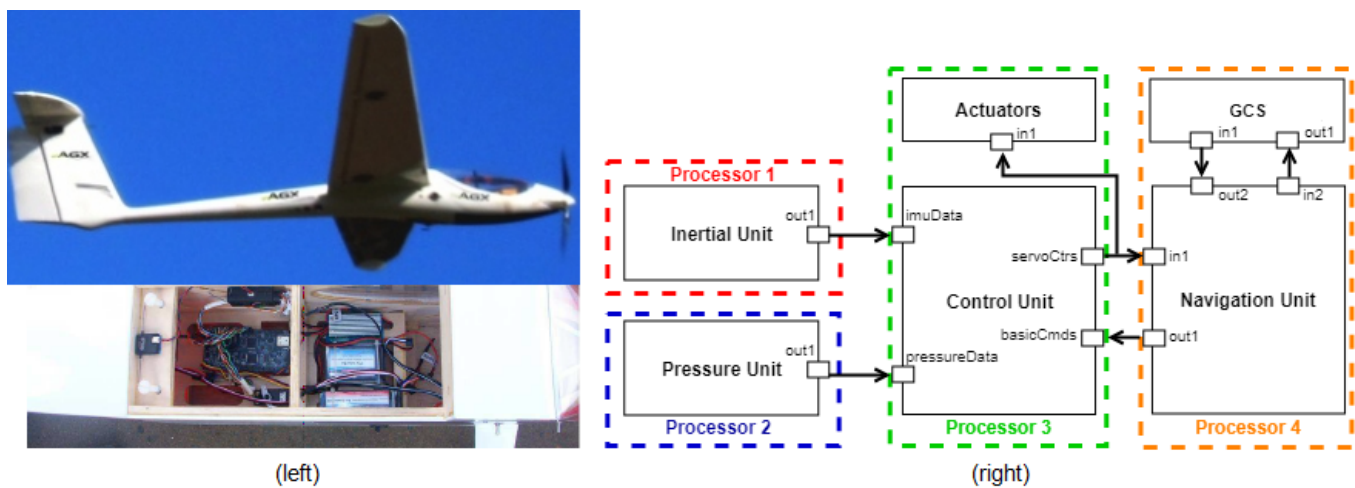 AGX
AGX
AGX
(left)
Processor 1
out1
Inertial Unit
out1
Pressure Unit
Processor 2
Actuators
in1
imuData
servoCtrs
Control Unit
basicCmds
pressureData
Processor 3
GCS
in1
out1
out2
in2
in1
Navigation Unit
out1
Processor 4
(right)